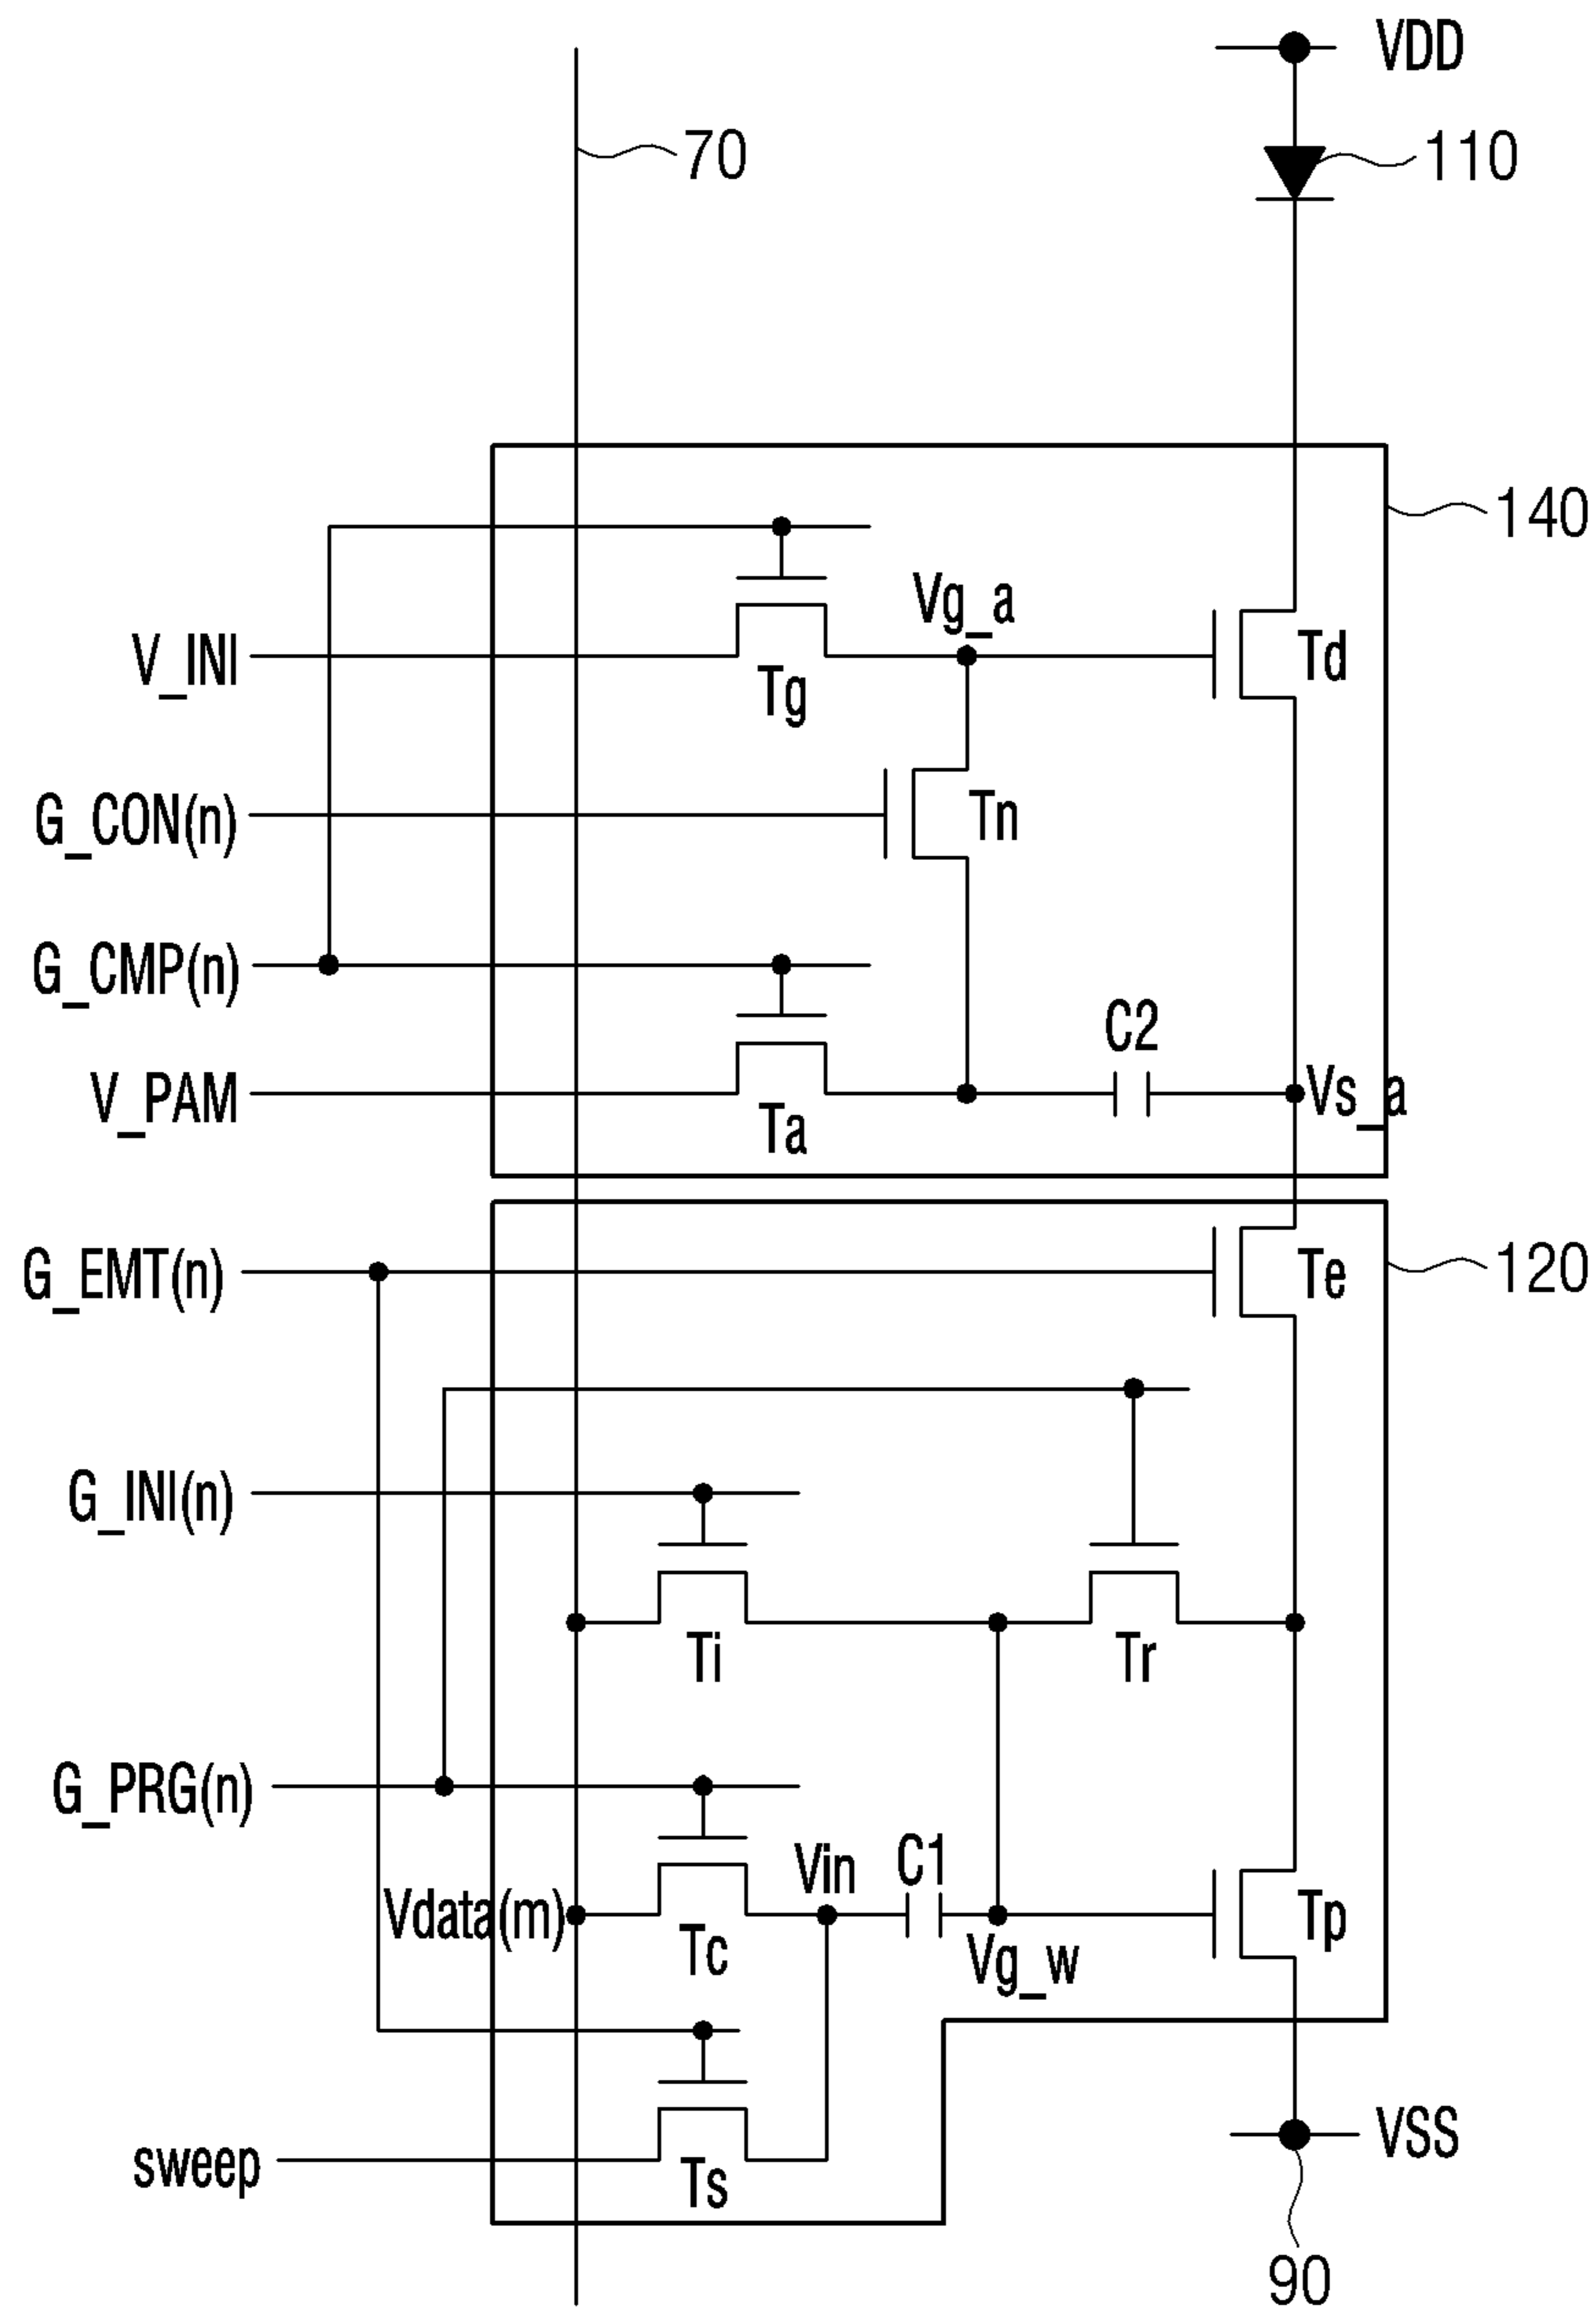 VDD
70
110
140
Vg_a
V_INI
Td
Tg
G_CON(n)
Tn
G_CMP(n)
C2
V_PAM
Vs_a
Ta
G_EMT(n)
Te
120
G_INI(n)
Ti
Tr
G_PRG(n)
Vin
C1
Vdata(m)
Tp
Tc
Vg_w
VSS
sweep
Ts
90